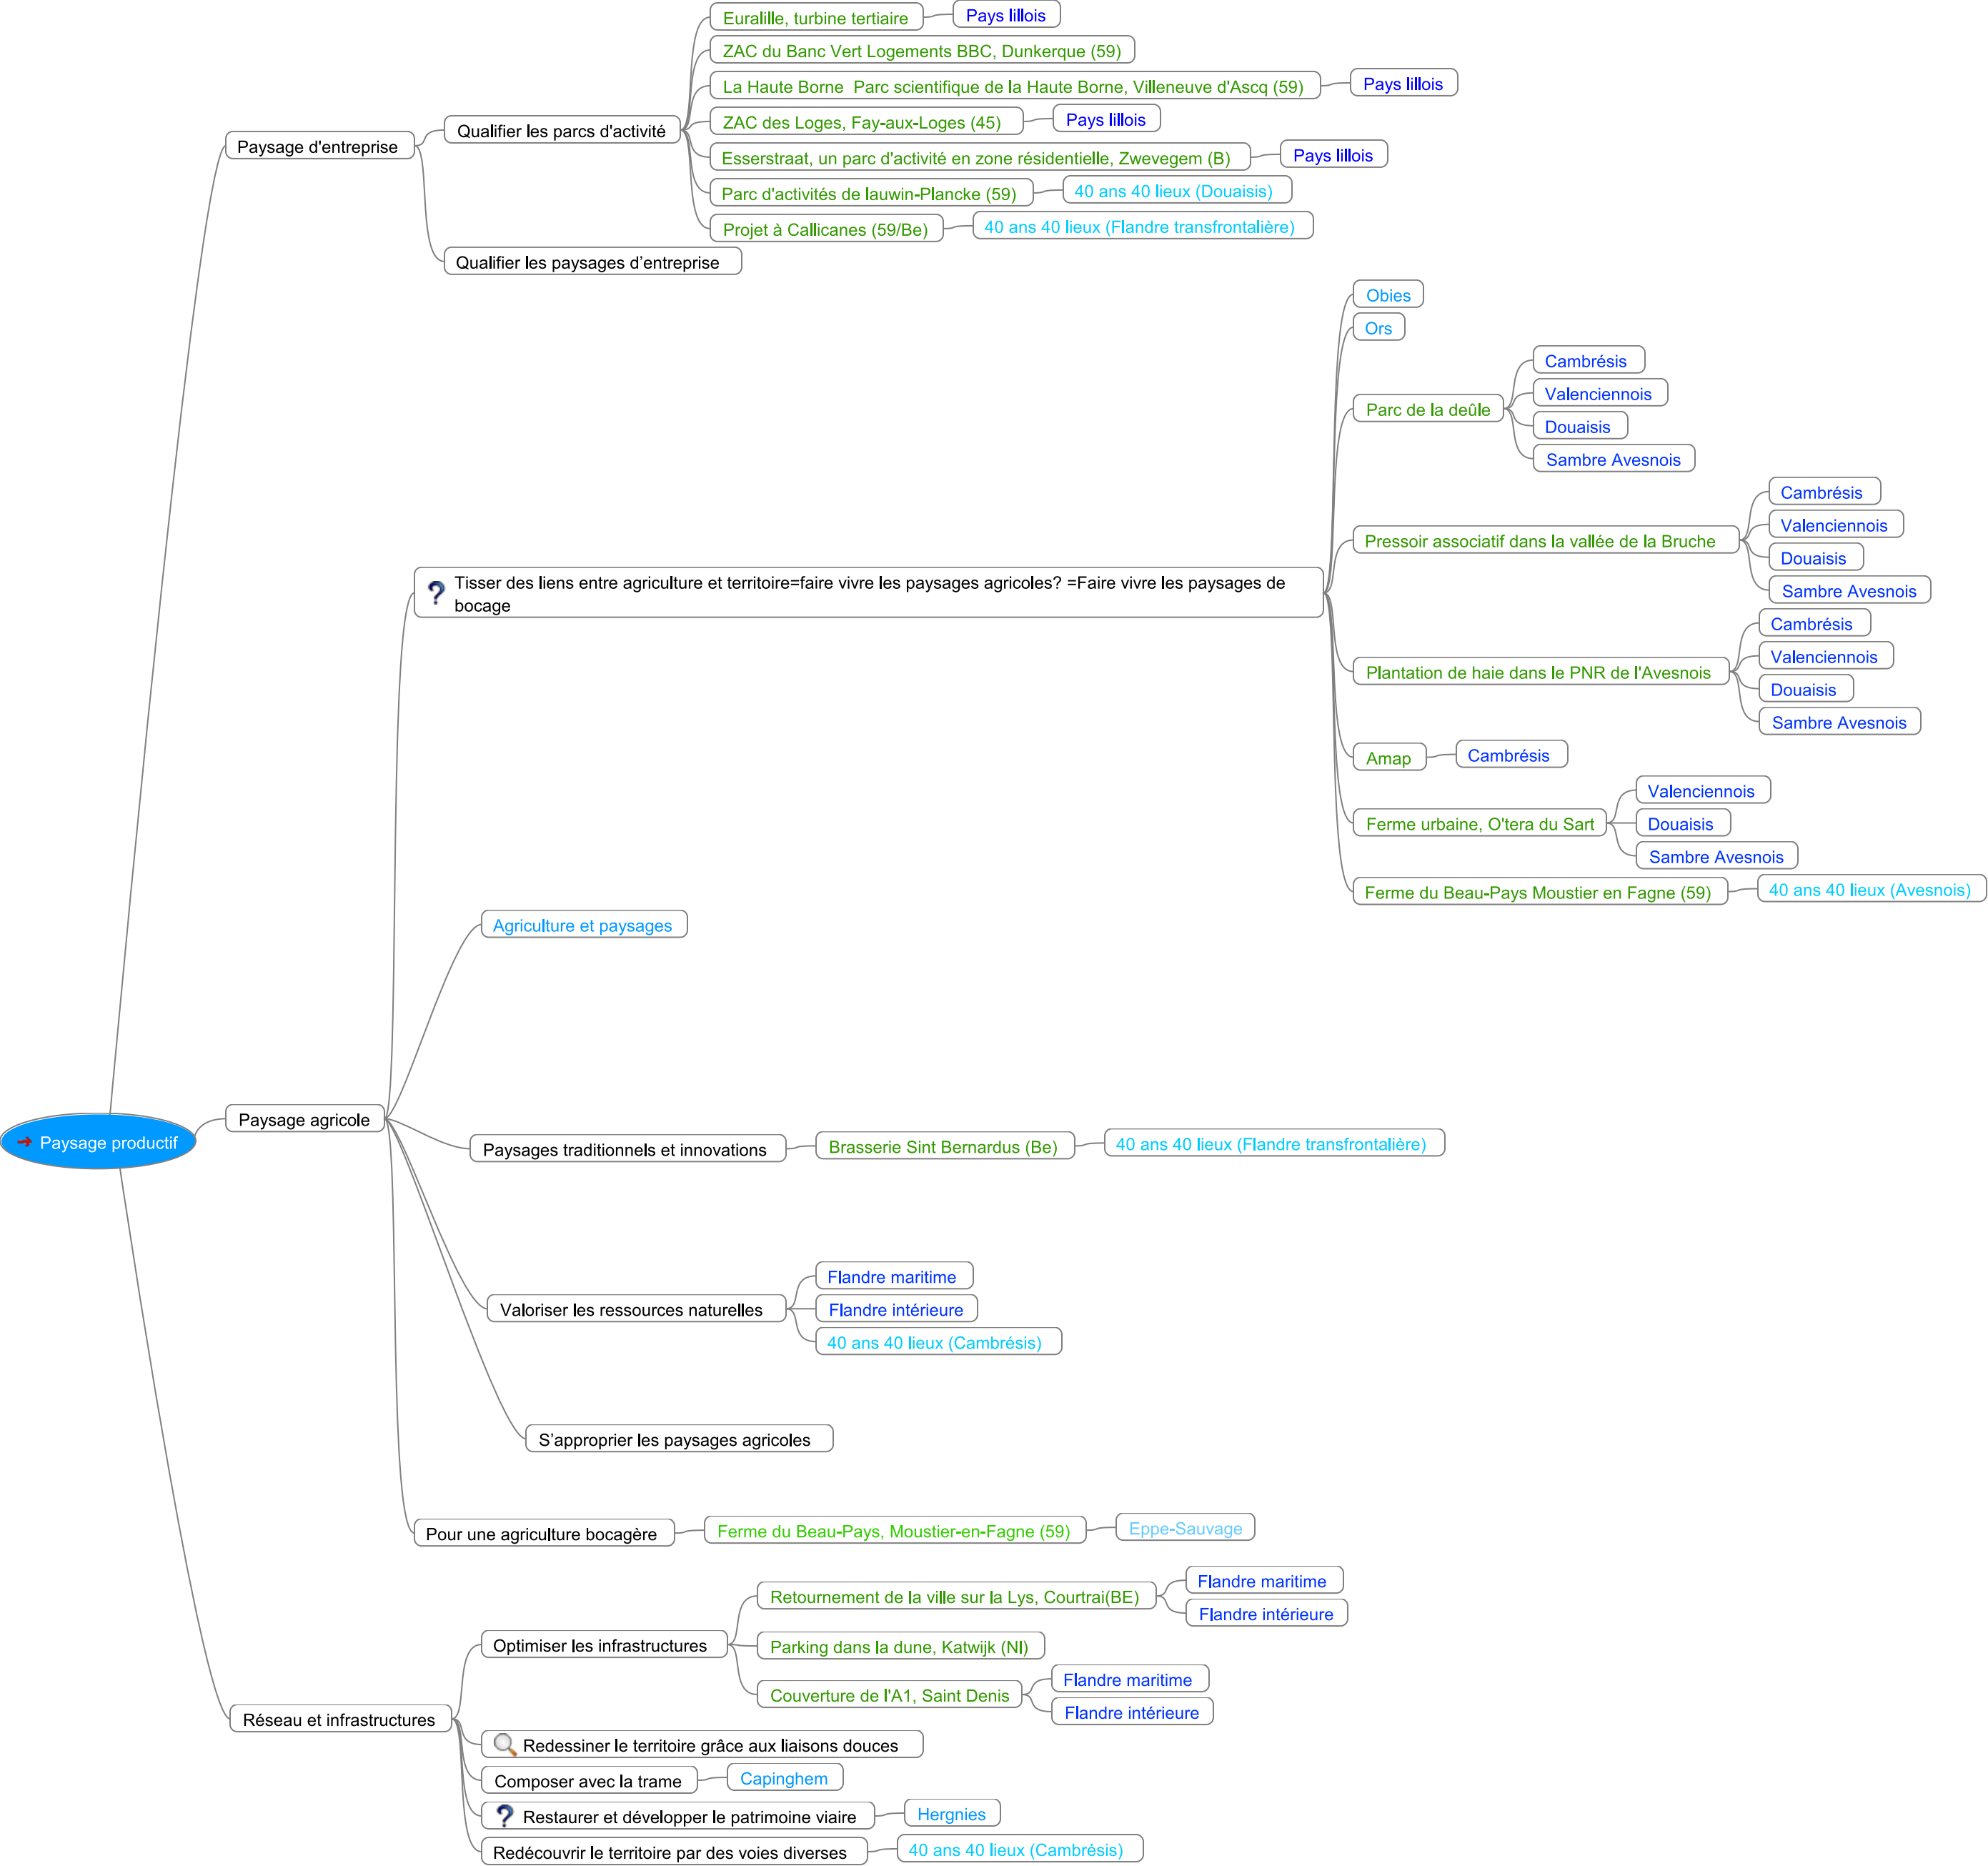 Paysage productif
Paysage d'entreprise
Qualifier les parcs d'activité
Euralille, turbine tertiaire
Pays lillois
ZAC du Banc Vert Logements BBC, Dunkerque (59)
La Haute Borne  Parc scientifique de la Haute Borne, Villeneuve d'Ascq (59)
Pays lillois
ZAC des Loges, Fay-aux-Loges (45)
Pays lillois
Esserstraat, un parc d'activité en zone résidentielle, Zwevegem (B)
Pays lillois
Parc d'activités de lauwin-Plancke (59)
40 ans 40 lieux (Douaisis)
Projet à Callicanes (59/Be)
40 ans 40 lieux (Flandre transfrontalière)
Qualifier les paysages d’entreprise
Paysage agricole
Tisser des liens entre agriculture et territoire=faire vivre les paysages agricoles? =Faire vivre les paysages de
bocage
Obies
Ors
Parc de la deûle
Cambrésis
Valenciennois
Douaisis
Sambre Avesnois
Pressoir associatif dans la vallée de la Bruche
Cambrésis
Valenciennois
Douaisis
Sambre Avesnois
Plantation de haie dans le PNR de l'Avesnois
Cambrésis
Valenciennois
Douaisis
Sambre Avesnois
Amap
Cambrésis
Ferme urbaine, O'tera du Sart
Valenciennois
Douaisis
Sambre Avesnois
Ferme du Beau-Pays Moustier en Fagne (59)
40 ans 40 lieux (Avesnois)
Agriculture et paysages
Paysages traditionnels et innovations
Brasserie Sint Bernardus (Be)
40 ans 40 lieux (Flandre transfrontalière)
Valoriser les ressources naturelles
Flandre maritime
Flandre intérieure
40 ans 40 lieux (Cambrésis)
S’approprier les paysages agricoles
Pour une agriculture bocagère
Ferme du Beau-Pays, Moustier-en-Fagne (59)
Eppe-Sauvage
Réseau et infrastructures
Optimiser les infrastructures
Retournement de la ville sur la Lys, Courtrai(BE)
Flandre maritime
Flandre intérieure
Parking dans la dune, Katwijk (Nl)
Couverture de l'A1, Saint Denis
Flandre maritime
Flandre intérieure
Redessiner le territoire grâce aux liaisons douces
Composer avec la trame
Capinghem
Restaurer et développer le patrimoine viaire
Hergnies
Redécouvrir le territoire par des voies diverses
40 ans 40 lieux (Cambrésis)